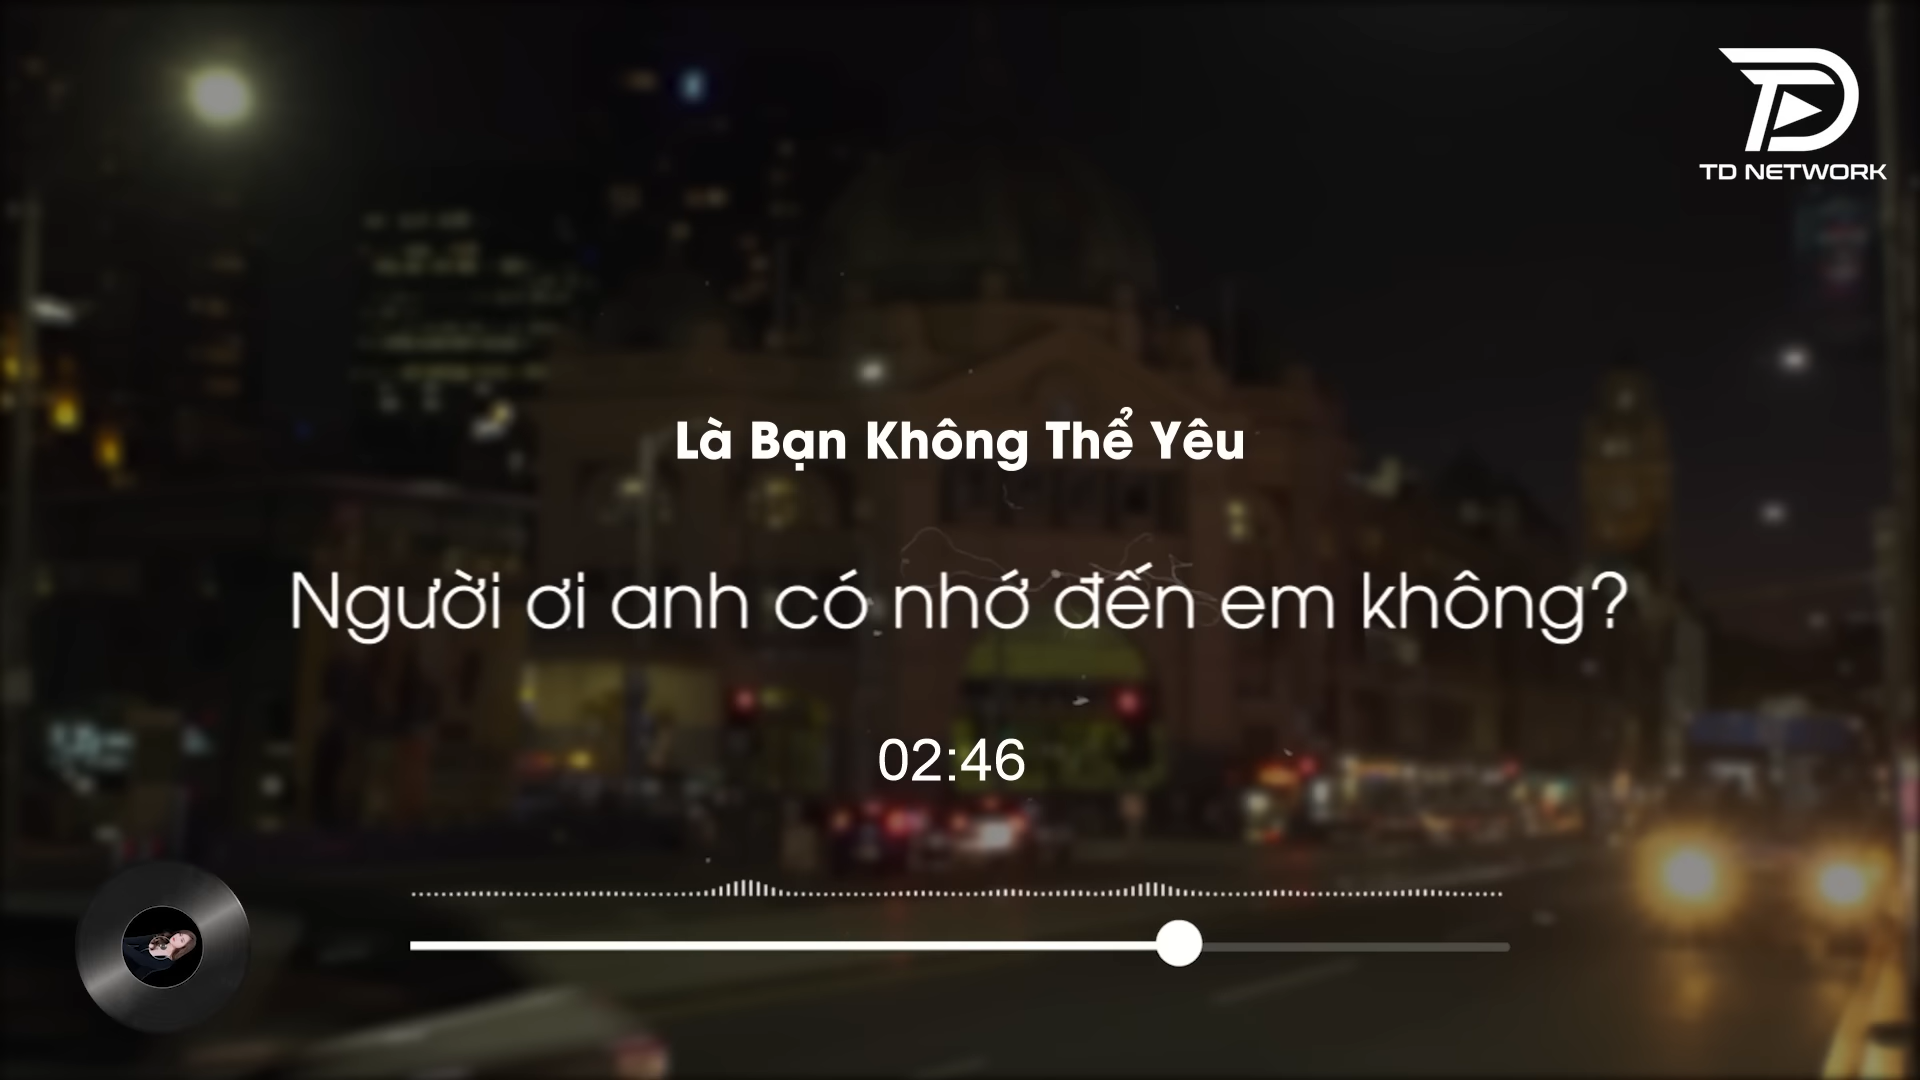 TD NETWORK
Là Bạn Không Thể Yêu
Người ơi anh có nhớ đến em không?
02:46